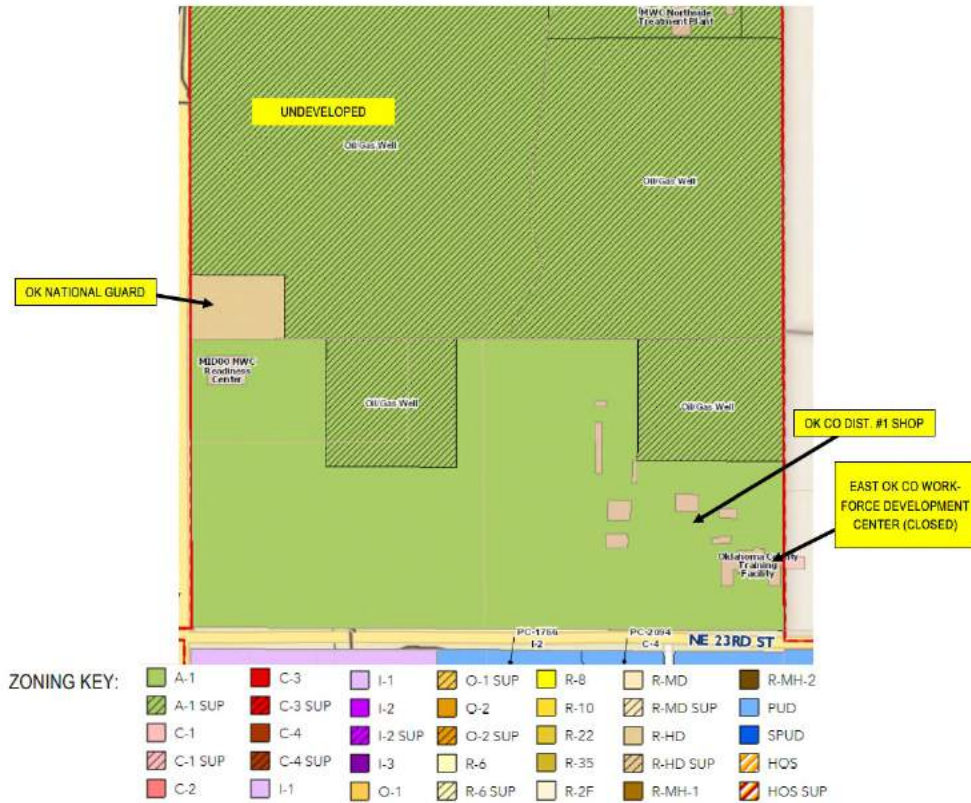 MWC Northside
Treatment Plant
UNDEVELOPED
Oil/Gas Well
Oil/Gas Well
OK NATIONAL GUARD
MID00 MWC
Readiness
Center
Oil/Gas Well
Oil/Gas Well
OK CO DIST. #1 SHOP
EAST OK CO WORK-
FORCE DEVELOPMENT
CENTER (CLOSED)
Oklahoma County
Training
Facility
PC-1766
I-2
PC-2094
C-4
NE 23RD ST
ZONING KEY:
A-1
A-1 SUP
C-1
C-1 SUP
C-2
C-3
C-3 SUP
C-4
C-4 SUP
I-1
I-1
I-2
I-2 SUP
I-3
O-1
O-1 SUP
O-2
O-2 SUP
R-6
R-6 SUP
R-8
R-10
R-22
R-35
R-2F
R-MD
R-MD SUP
R-HD
R-HD SUP
R-MH-1
R-MH-2
PUD
SPUD
HOS
HOS SUP